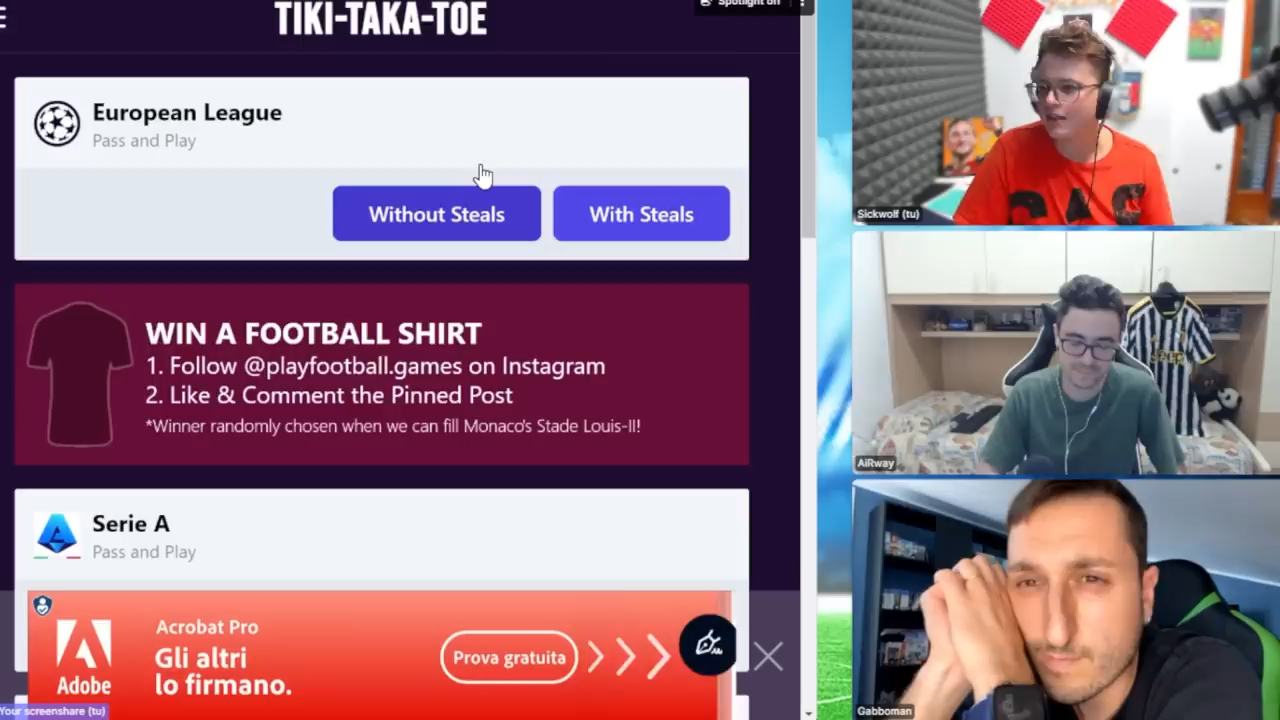 TIKI-TAKA-TOE
Spotlight off
European League
Pass and Play
Without Steals
With Steals
WIN A FOOTBALL SHIRT
1. Follow @playfootball.games on Instagram
2. Like & Comment the Pinned Post
*Winner randomly chosen when we can fill Monaco's Stade Louis-II!
Serie A
Pass and Play
Acrobat Pro
Gli altri
lo firmano.
Adobe
Prova gratuita
Your screenshare (tu)
Sickwolf (tu)
Jeep
AiRway
Gabboman